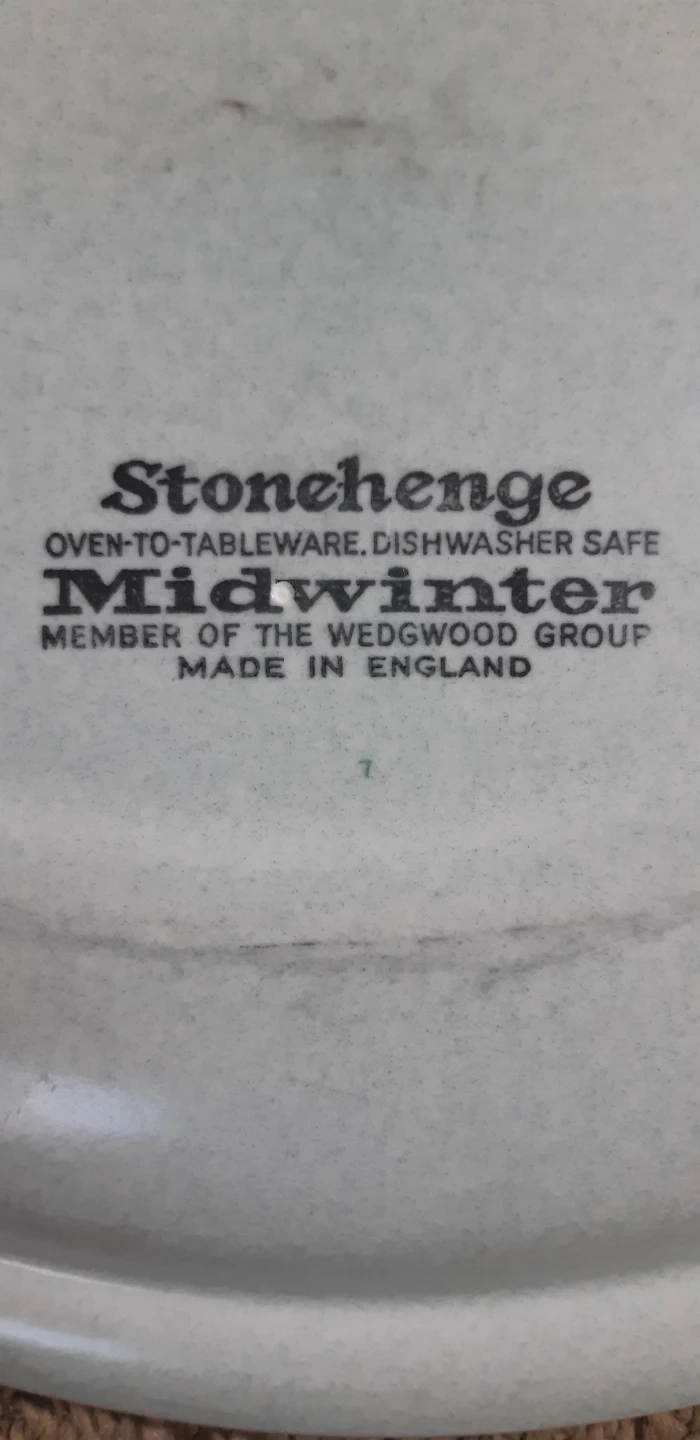 Stonehenge
OVEN-TO-TABLEWARE. DISHWASHER SAFE
Midwinter
MEMBER OF THE WEDGWOOD GROUP
MADE IN ENGLAND
7